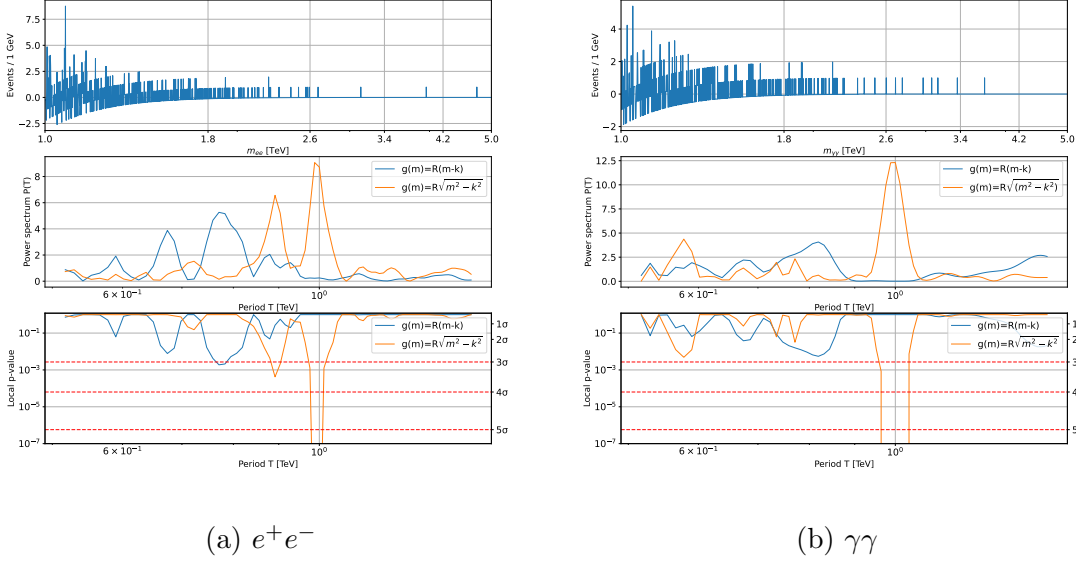 7.5
5.0
2.5
0.0
−2.5
Events / 1 GeV
1.0
1.8
2.6
3.4
4.2
5.0
m_ee [TeV]
8
6
4
2
0
Power spectrum P(T)
g(m)=R(m-k)
g(m)=R√m² − k²
6 × 10⁻¹
10⁰
Period T [TeV]
10⁻¹
10⁻³
10⁻⁵
10⁻⁷
Local p-value
g(m)=R(m-k)
g(m)=R√m² − k²
1σ
2σ
3σ
4σ
5σ
6 × 10⁻¹
10⁰
Period T [TeV]
(a) e⁺e⁻
4
2
0
−2
Events / 1 GeV
1.0
1.8
2.6
3.4
4.2
5.0
m_γγ [TeV]
12.5
10.0
7.5
5.0
2.5
0.0
Power spectrum P(T)
g(m)=R(m-k)
g(m)=R√(m² − k²)
6 × 10⁻¹
10⁰
Period T [TeV]
10⁻¹
10⁻³
10⁻⁵
10⁻⁷
Local p-value
g(m)=R(m-k)
g(m)=R√m² − k²
1
2
3
4
5
6 × 10⁻¹
10⁰
Period T [TeV]
(b) γγ